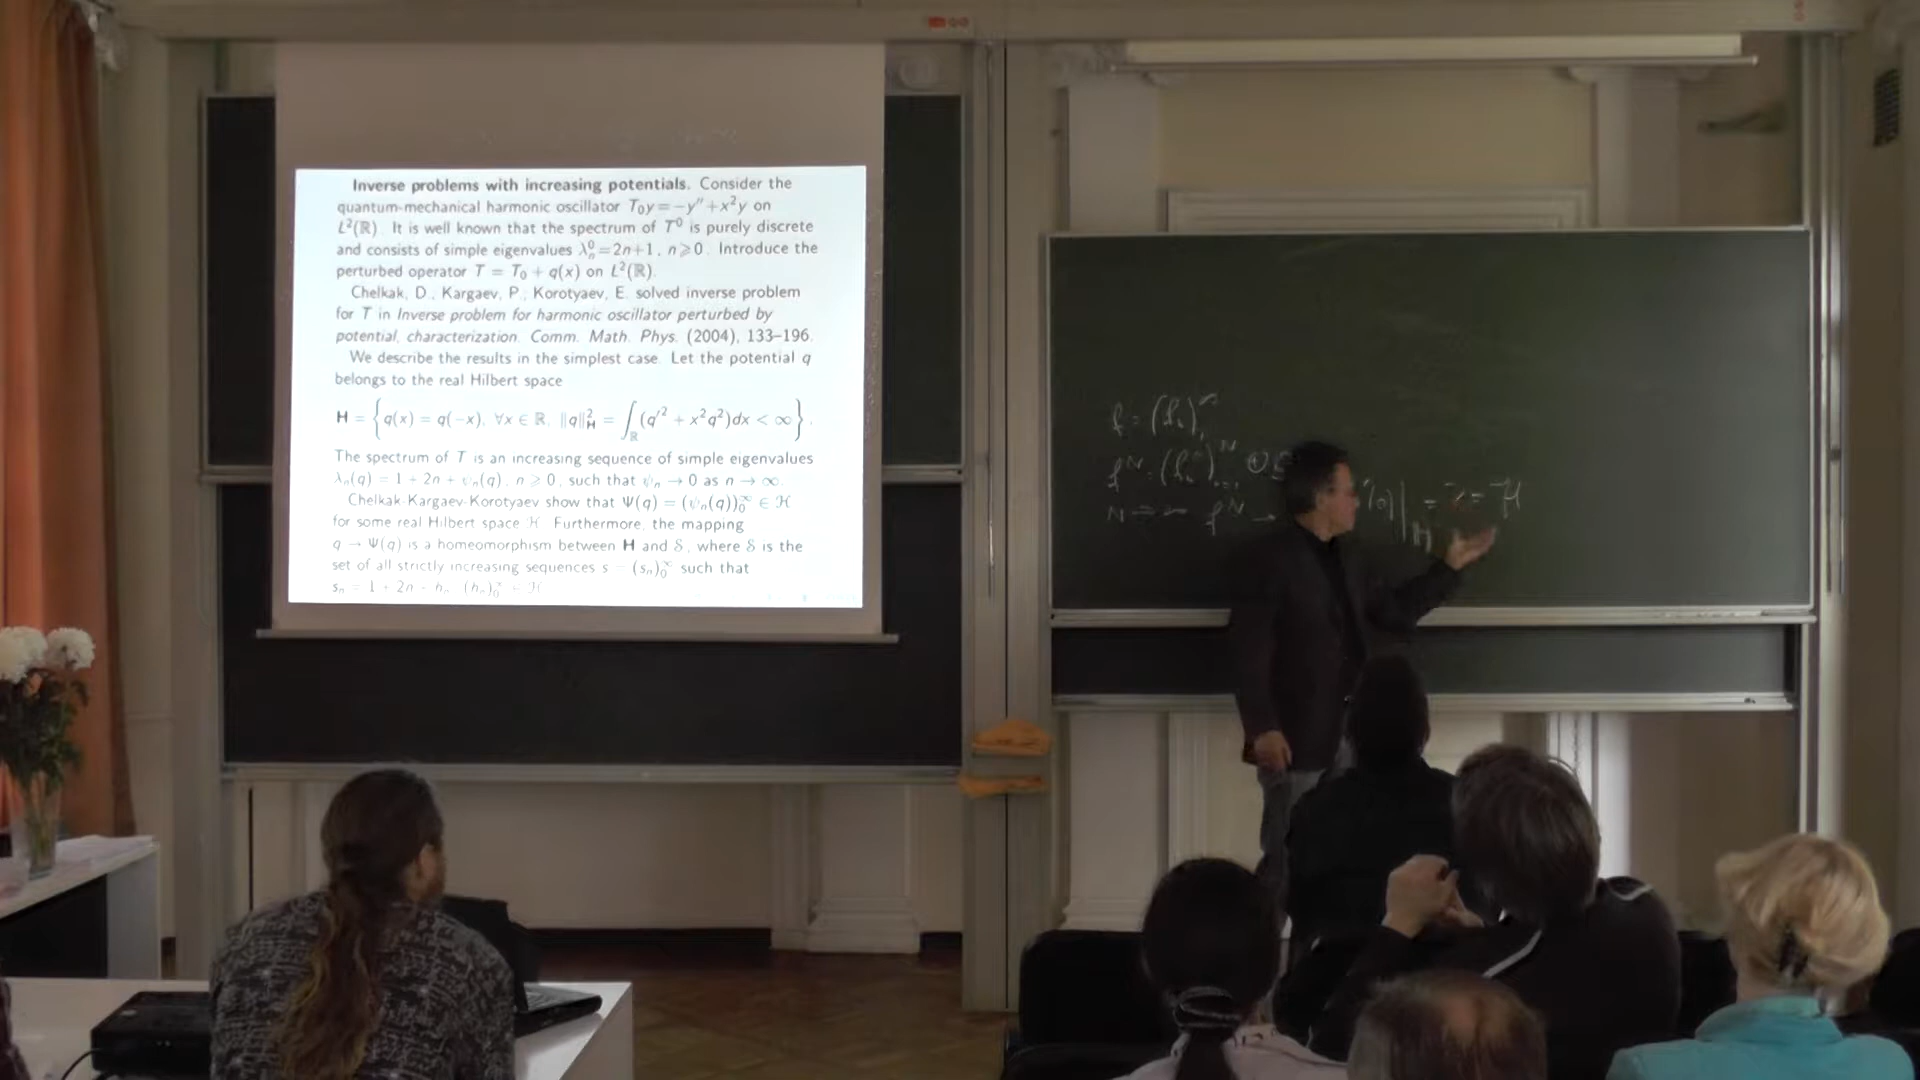 Inverse problems with increasing potentials. Consider the
quantum-mechanical harmonic oscillator T₀y = −y″ + x²y on
L²(ℝ). It is well known that the spectrum of T⁰ is purely discrete
and consists of simple eigenvalues λₙ⁰ = 2n+1, n ⩾ 0. Introduce the
perturbed operator T = T₀ + q(x) on L²(ℝ).
Chelkak, D., Kargaev, P.; Korotyaev, E. solved inverse problem
for T in Inverse problem for harmonic oscillator perturbed by
potential, characterization. Comm. Math. Phys. (2004), 133–196.
We describe the results in the simplest case. Let the potential q
belongs to the real Hilbert space
H = { q(x) = q(−x), ∀x ∈ ℝ, ‖q‖²_H = ∫_ℝ (q′² + x²q²)dx < ∞ }.
The spectrum of T is an increasing sequence of simple eigenvalues
λₙ(q) = 1 + 2n + ψₙ(q), n ⩾ 0, such that ψₙ → 0 as n → ∞.
Chelkak-Kargaev-Korotyaev show that Ψ(q) = (ψₙ(q))₀^∞ ∈ ℋ
for some real Hilbert space ℋ. Furthermore, the mapping
q → Ψ(q) is a homeomorphism between H and S, where S is the
set of all strictly increasing sequences s = (sₙ)₀^∞ such that
sₙ = 1 + 2n + hₙ, (hₙ)₀^∞ ∈ ℋ